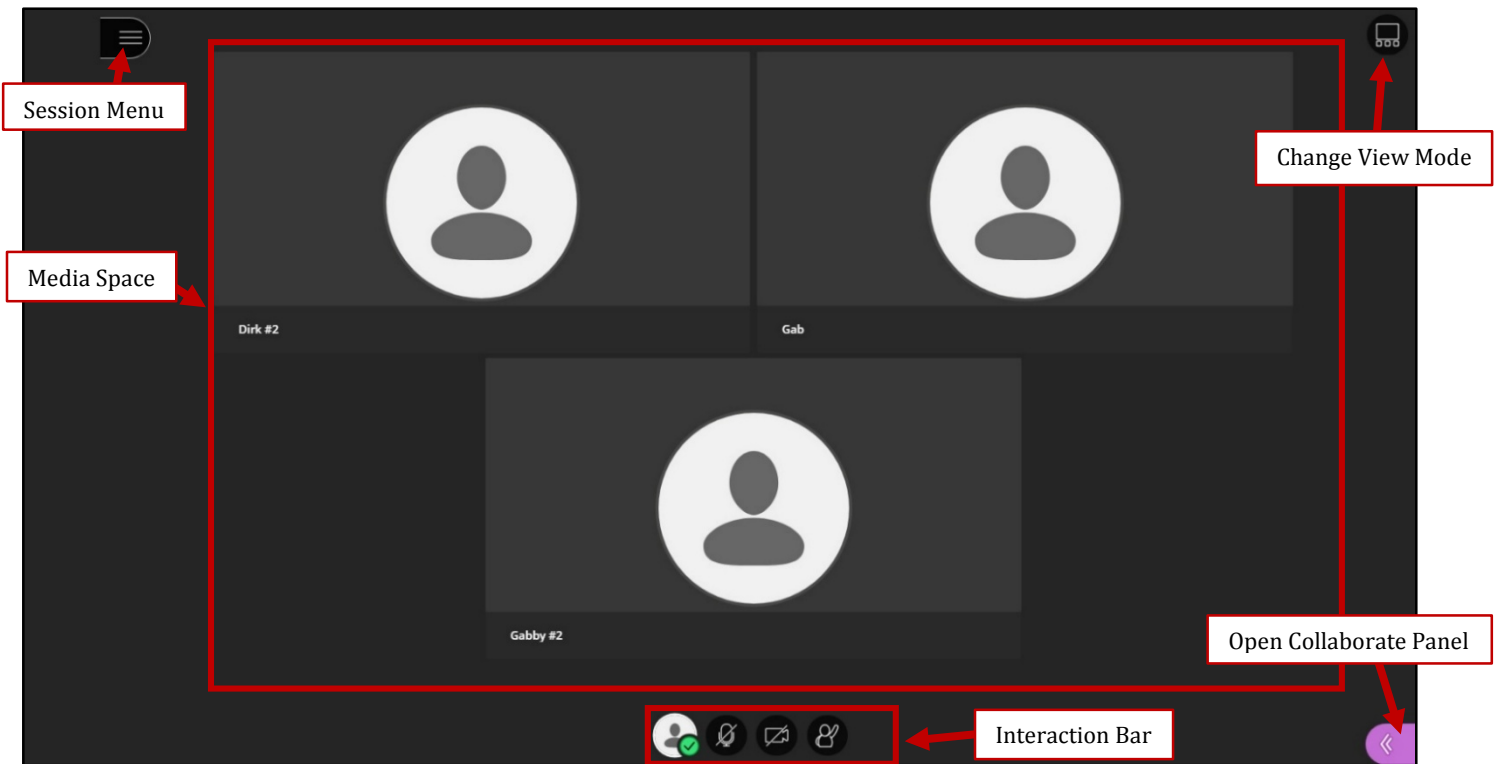 Session Menu
Change View Mode
Media Space
Dirk #2
Gab
Gabby #2
Open Collaborate Panel
Interaction Bar